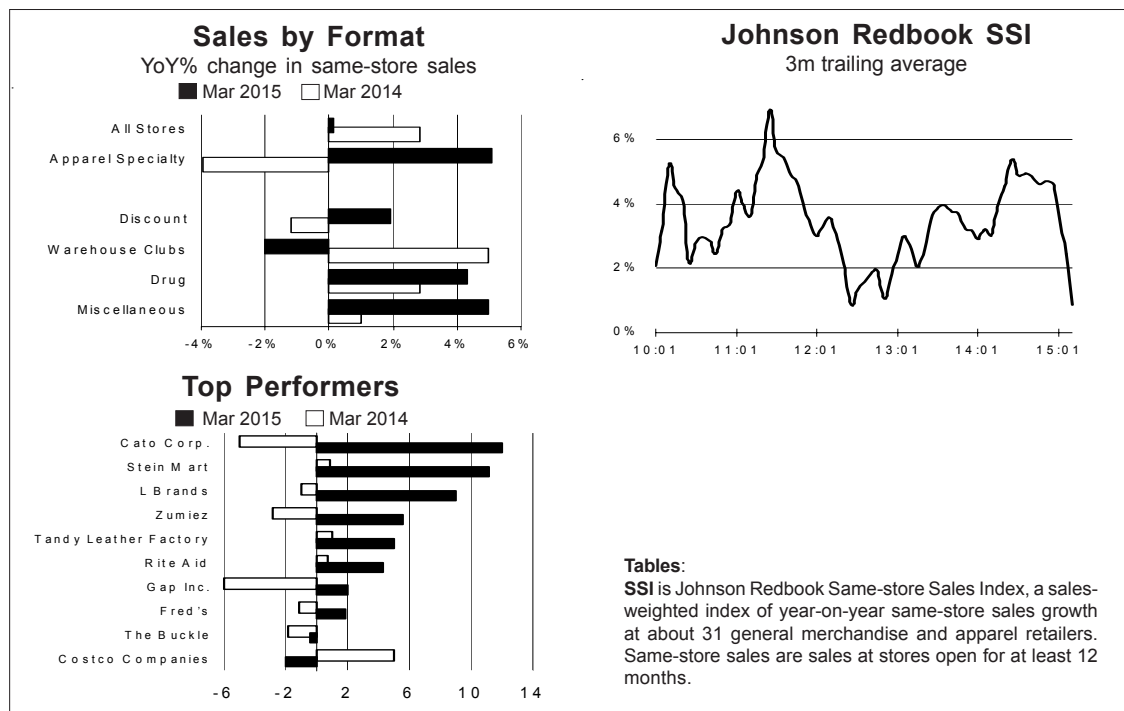 Sales by Format
YoY% change in same-store sales
Mar 2015 Mar 2014
All Stores
Apparel Specialty
Discount
Warehouse Clubs
Drug
Miscellaneous
-4% -2% 0% 2% 4% 6%
Top Performers
Mar 2015 Mar 2014
Cato Corp.
Stein Mart
L Brands
Zumiez
Tandy Leather Factory
Rite Aid
Gap Inc.
Fred's
The Buckle
Costco Companies
-6 -2 2 6 10 14
Johnson Redbook SSI
3m trailing average
6%
4%
2%
0%
10:01 11:01 12:01 13:01 14:01 15:01
Tables:
SSI is Johnson Redbook Same-store Sales Index, a sales-
weighted index of year-on-year same-store sales growth
at about 31 general merchandise and apparel retailers.
Same-store sales are sales at stores open for at least 12
months.